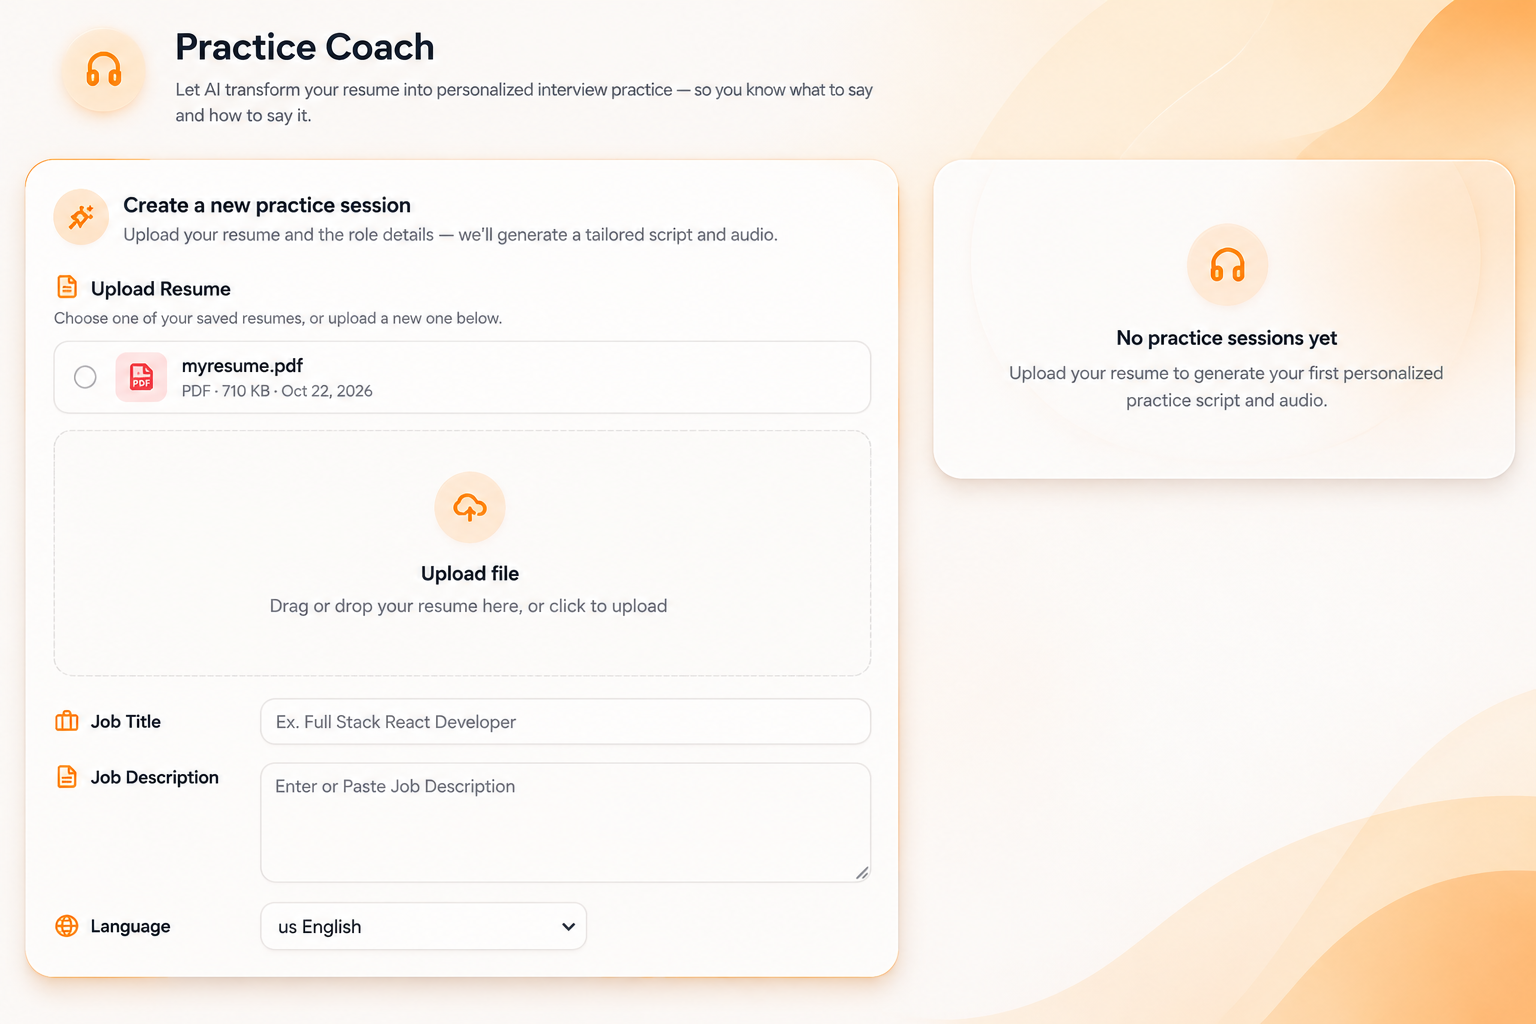 Practice Coach
Let AI transform your resume into personalized interview practice — so you know what to say
and how to say it.
Create a new practice session
Upload your resume and the role details — we'll generate a tailored script and audio.
Upload Resume
Choose one of your saved resumes, or upload a new one below.
PDF
myresume.pdf
PDF · 710 KB · Oct 22, 2026
Upload file
Drag or drop your resume here, or click to upload
Job Title
Ex. Full Stack React Developer
Job Description
Enter or Paste Job Description
Language
us English
No practice sessions yet
Upload your resume to generate your first personalized
practice script and audio.